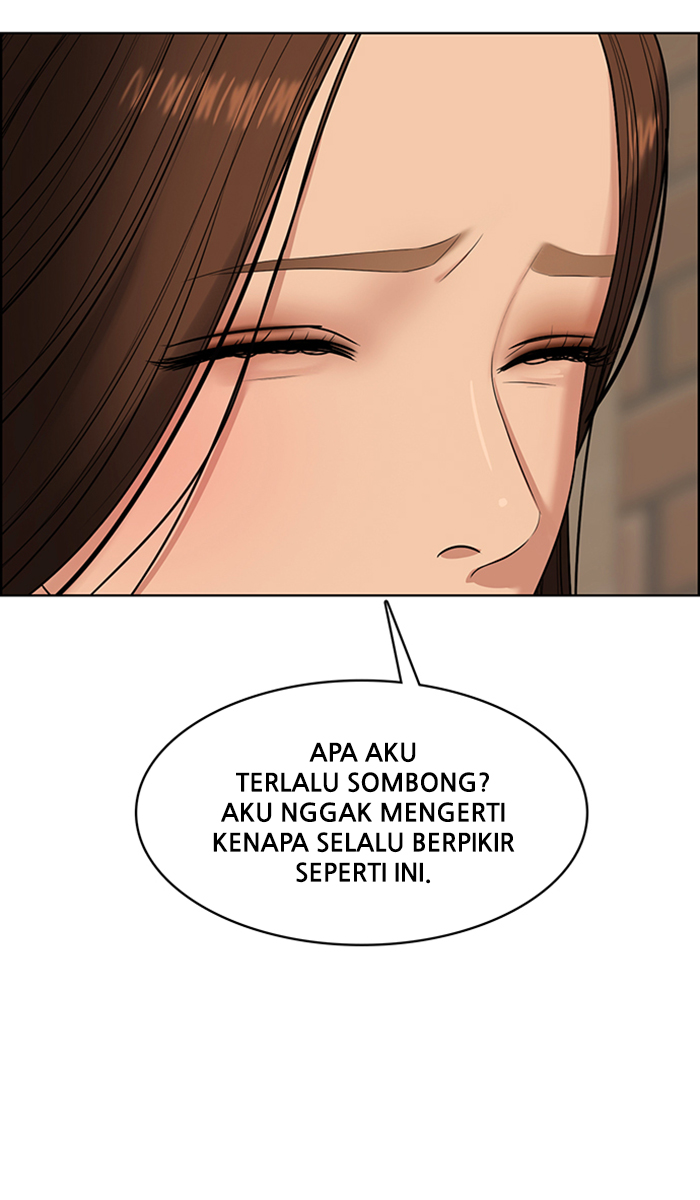 APA AKU
TERLALU SOMBONG?
AKU NGGAK MENGERTI
KENAPA SELALU BERPIKIR
SEPERTI INI.